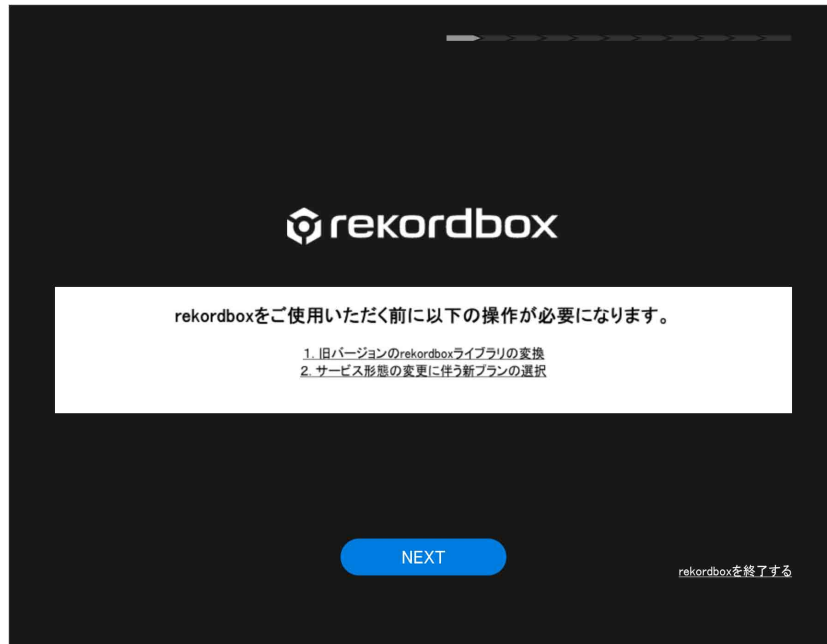 rekordbox
rekordboxをご使用いただく前に以下の操作が必要になります。
1. 旧バージョンのrekordboxライブラリの変換
2. サービス形態の変更に伴う新プランの選択
NEXT
rekordboxを終了する